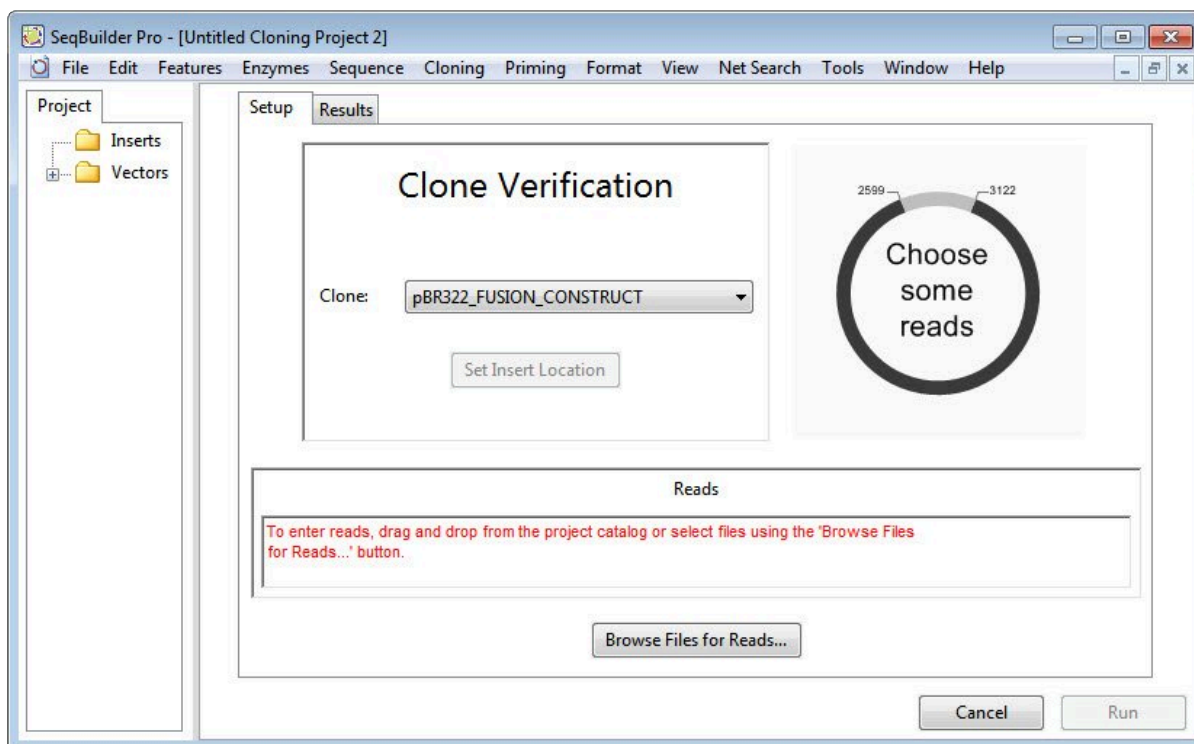 SeqBuilder Pro - [Untitled Cloning Project 2]
File Edit Features Enzymes Sequence Cloning Priming Format View Net Search Tools Window Help
Project
Inserts
Vectors
Setup Results
Clone Verification
Clone: pBR322_FUSION_CONSTRUCT
Set Insert Location
2599 3122
Choose
some
reads
Reads
To enter reads, drag and drop from the project catalog or select files using the 'Browse Files
for Reads...' button.
Browse Files for Reads...
Cancel Run